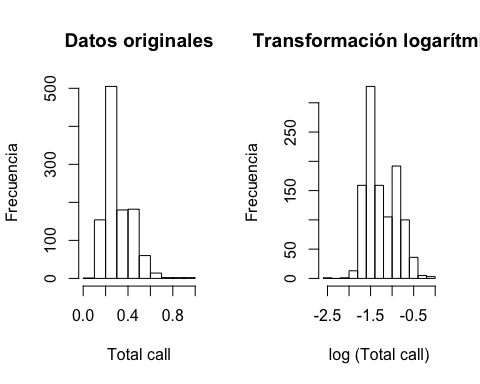 Datos originales
Frecuencia
0 100 300 500
0.0 0.4 0.8
Total call
Transformación logarítmi
Frecuencia
0 50 150 250
-2.5 -1.5 -0.5
log (Total call)